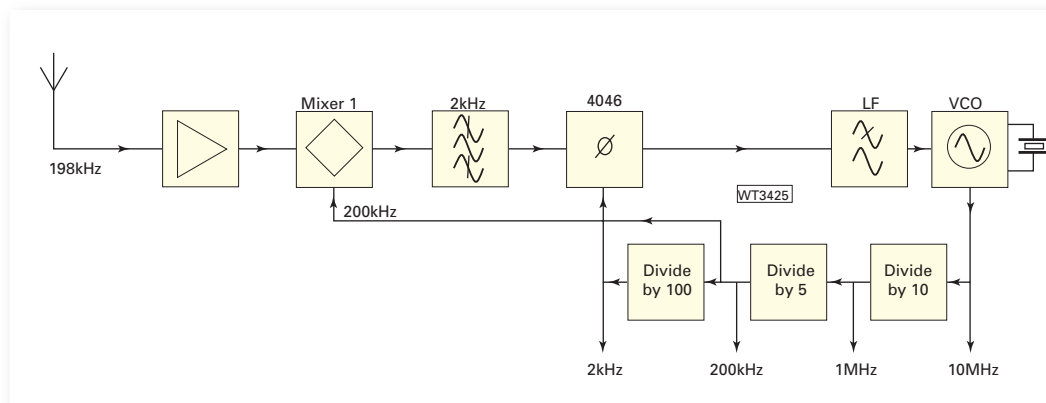 Mixer 1
2kHz
4046
LF
VCO
198kHz
200kHz
WT3425
Divide
by 100
Divide
by 5
Divide
by 10
2kHz
200kHz
1MHz
10MHz